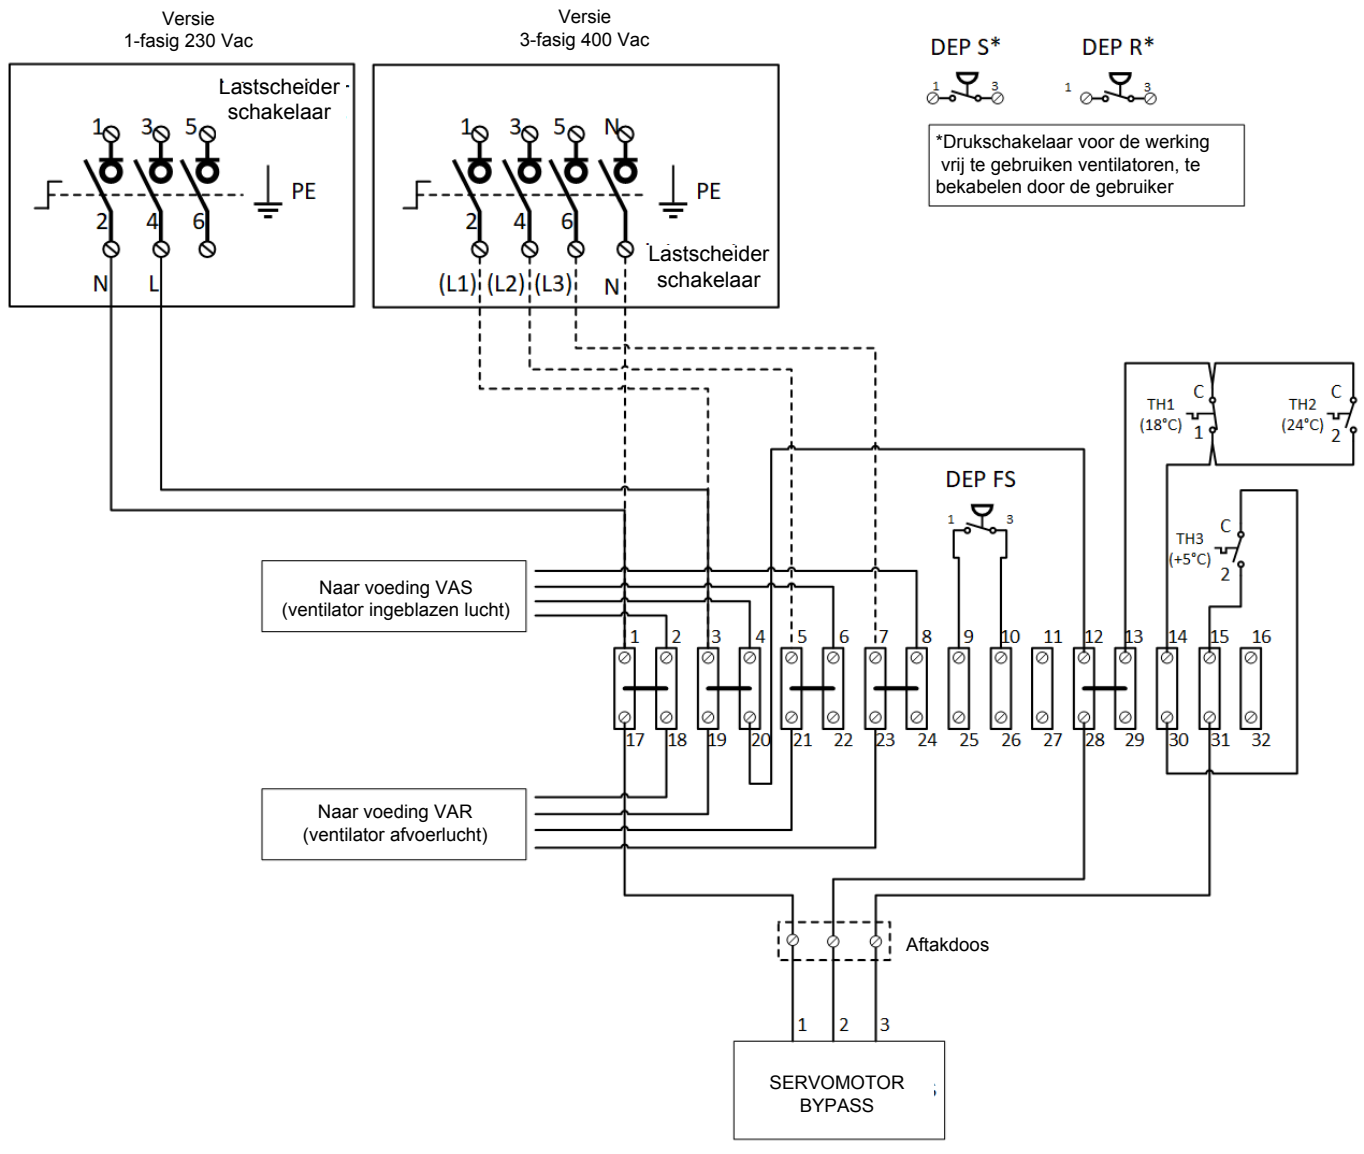 Versie
1-fasig 230 Vac
Versie
3-fasig 400 Vac
DEP S*
DEP R*
1 3
1 3
*Drukschakelaar voor de werking
vrij te gebruiken ventilatoren, te
bekabelen door de gebruiker
Lastscheider
schakelaar
1 3 5
PE
2 4 6
N L
1 3 5 N
PE
2 4 6
Lastscheider
schakelaar
(L1) (L2) (L3) N
C
TH1
(18°C)
1
C
TH2
(24°C)
2
DEP FS
1 3
C
TH3
(+5°C)
2
Naar voeding VAS
(ventilator ingeblazen lucht)
1 2 3 4 5 6 7 8 9 10 11 12 13 14 15 16
17 18 19 20 21 22 23 24 25 26 27 28 29 30 31 32
Naar voeding VAR
(ventilator afvoerlucht)
Aftakdoos
1 2 3
SERVOMOTOR
BYPASS